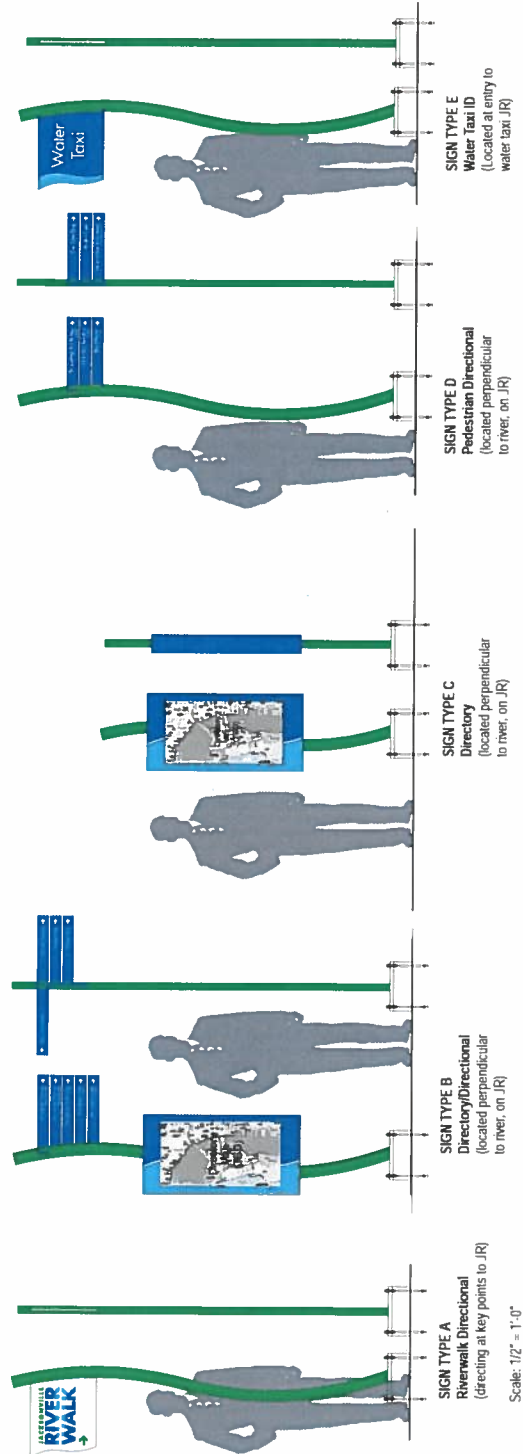 JACKSONVILLE
RIVER
WALK
SIGN TYPE A
Riverwalk Directional
(directing at key points to JR)
Scale: 1/2" = 1'-0"
SIGN TYPE B
Directory/Directional
(located perpendicular
to river, on JR)
SIGN TYPE C
Directory
(located perpendicular
to river, on JR)
SIGN TYPE D
Pedestrian Directional
(located perpendicular
to river, on JR)
Water
Taxi
SIGN TYPE E
Water Taxi ID
(Located at entry to
water taxi JR)